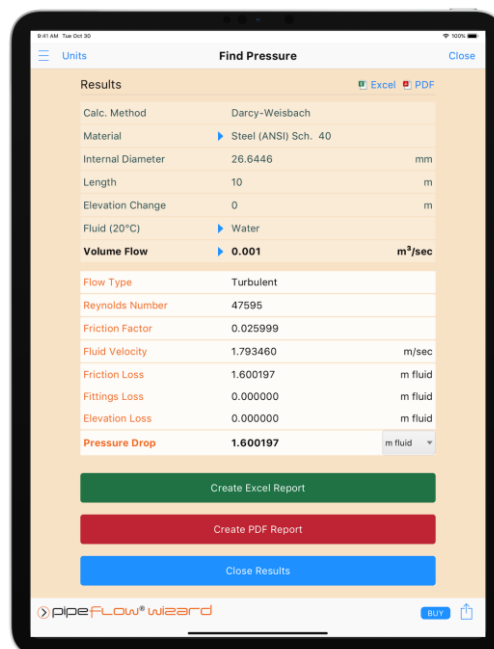 9:41 AM Tue Oct 30 100%
Units Find Pressure Close
Results Excel PDF
Calc. Method Darcy-Weisbach
Material Steel (ANSI) Sch. 40
Internal Diameter 26.6446 mm
Length 10 m
Elevation Change 0 m
Fluid (20°C) Water
Volume Flow 0.001 m³/sec
Flow Type Turbulent
Reynolds Number 47595
Friction Factor 0.025999
Fluid Velocity 1.793460 m/sec
Friction Loss 1.600197 m fluid
Fittings Loss 0.000000 m fluid
Elevation Loss 0.000000 m fluid
Pressure Drop 1.600197 m fluid
Create Excel Report
Create PDF Report
Close Results
pipeFLOW® wizard BUY